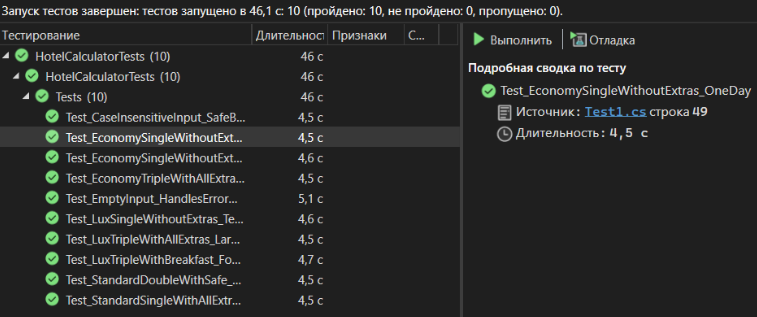 Запуск тестов завершен: тестов запущено в 46,1 с: 10 (пройдено: 10, не пройдено: 0, пропущено: 0).
Тестирование Длительност Признаки С...
HotelCalculatorTests (10) 46 с
HotelCalculatorTests (10) 46 с
Tests (10) 46 с
Test_CaseInsensitiveInput_SafeB... 4,5 с
Test_EconomySingleWithoutExt... 4,5 с
Test_EconomySingleWithoutExt... 4,6 с
Test_EconomyTripleWithAllExtra... 4,5 с
Test_EmptyInput_HandlesError... 5,1 с
Test_LuxSingleWithoutExtras_Te... 4,6 с
Test_LuxTripleWithAllExtras_Lar... 4,5 с
Test_LuxTripleWithBreakfast_Fo... 4,7 с
Test_StandardDoubleWithSafe_... 4,5 с
Test_StandardSingleWithAllExtr... 4,5 с
Выполнить Отладка
Подробная сводка по тесту
Test_EconomySingleWithoutExtras_OneDay
Источник: Test1.cs строка 49
Длительность: 4,5 с